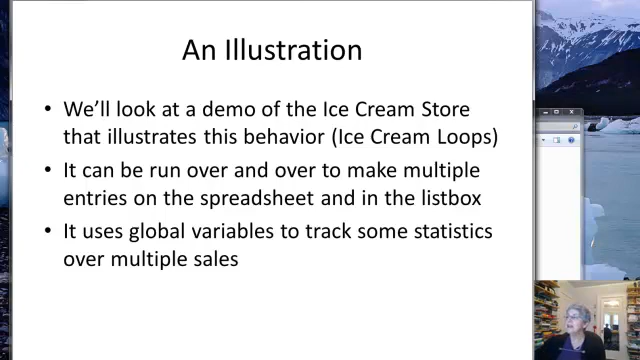 An Illustration
• We'll look at a demo of the Ice Cream Store
that illustrates this behavior (Ice Cream Loops)
• It can be run over and over to make multiple
entries on the spreadsheet and in the listbox
• It uses global variables to track some statistics
over multiple sales